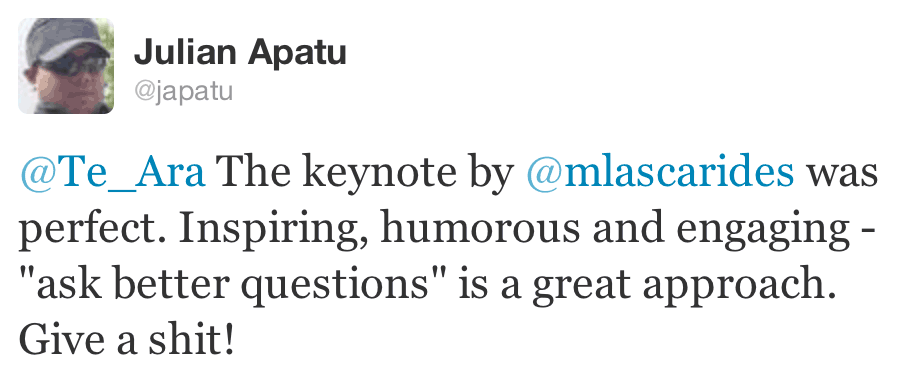 Julian Apatu
@japatu
@Te_Ara The keynote by @mlascarides was
perfect. Inspiring, humorous and engaging -
"ask better questions" is a great approach.
Give a shit!